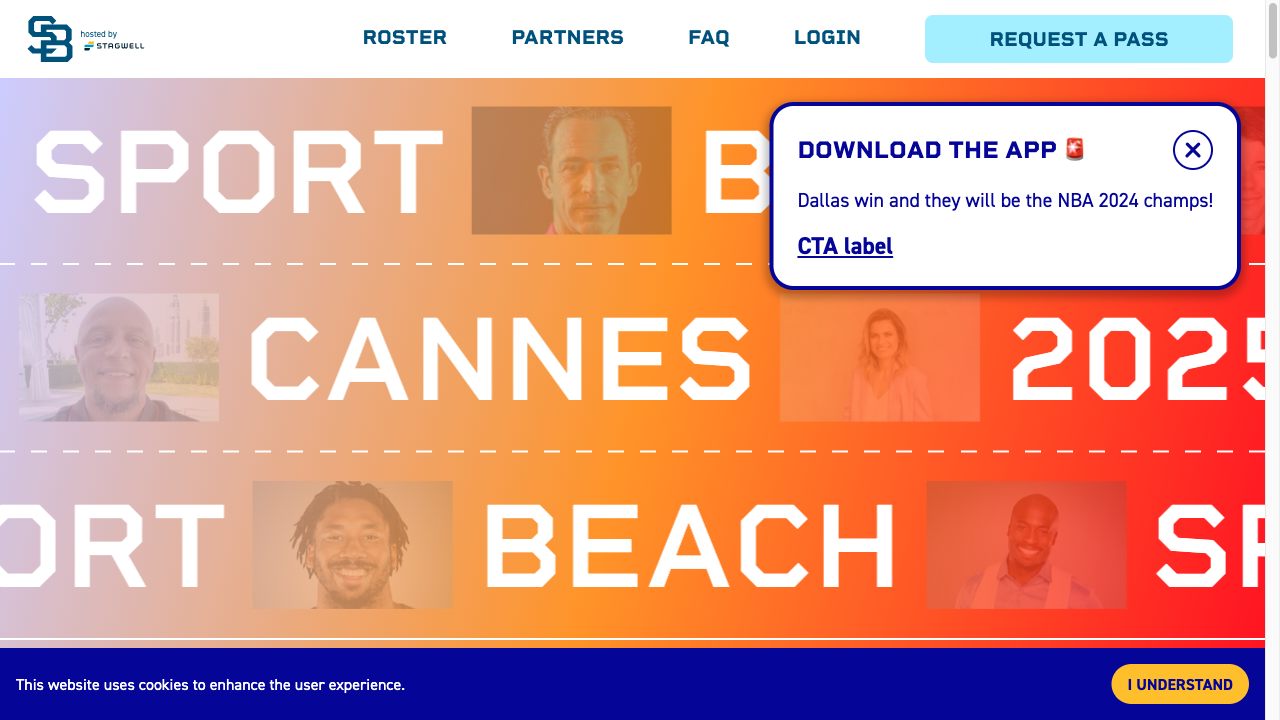 SB hosted by
STAGWELL
ROSTER PARTNERS FAQ LOGIN REQUEST A PASS
SPORT B
DOWNLOAD THE APP 🚨
Dallas win and they will be the NBA 2024 champs!
CTA label
CANNES 2025
ORT BEACH SP
This website uses cookies to enhance the user experience.
I UNDERSTAND